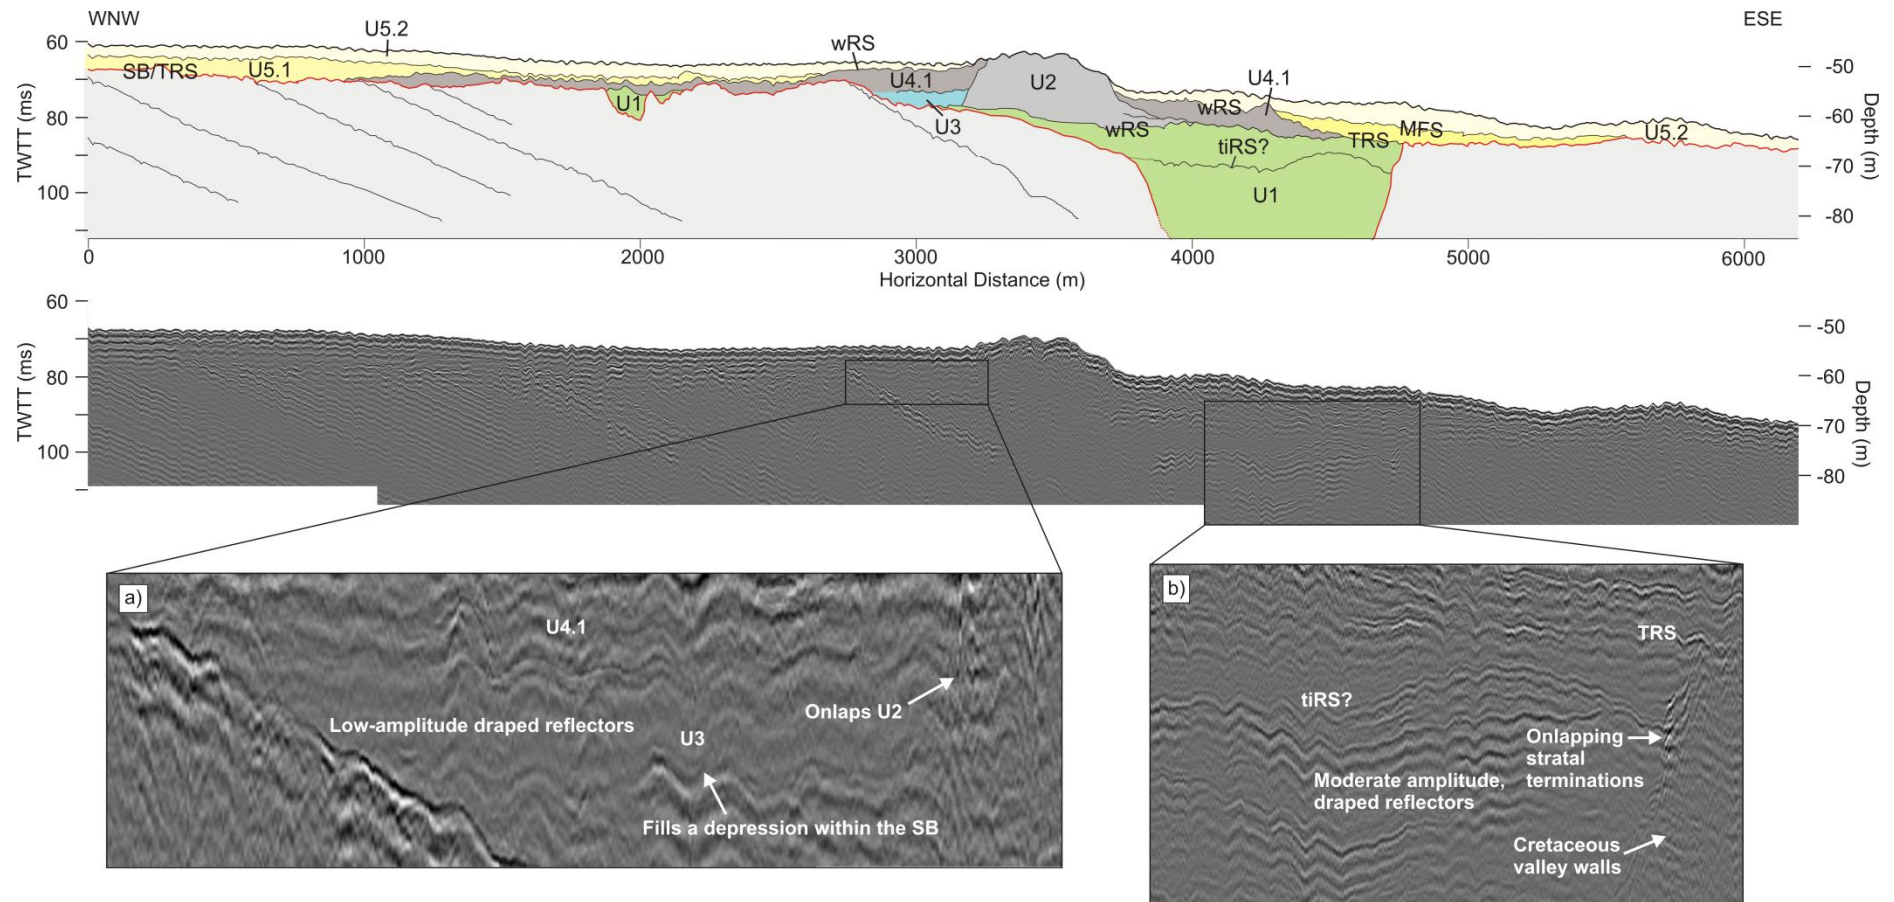 WNW
ESE
U5.2
wRS
60
SB/TRS
U5.1
U4.1
U2
U4.1
-50
TWTT (ms)
80
U1
U3
wRS
wRS
TRS
MFS
U5.2
-60
Depth (m)
tiRS?
-70
100
U1
-80
0
1000
2000
3000
4000
5000
6000
Horizontal Distance (m)
60
-50
TWTT (ms)
80
-60
Depth (m)
-70
100
-80
a)
U4.1
Onlaps U2
Low-amplitude draped reflectors
U3
Fills a depression within the SB
b)
TRS
tiRS?
Onlapping
stratal
terminations
Moderate amplitude,
draped reflectors
Cretaceous
valley walls